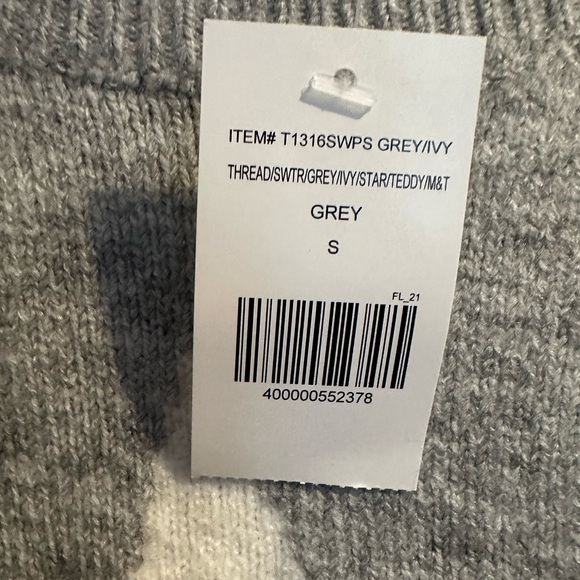 ITEM# T1316SWPS GREY/IVY
THREAD/SWTR/GREY/IVY/STAR/TEDDY/M&T
GREY
S
FL_21
400000552378